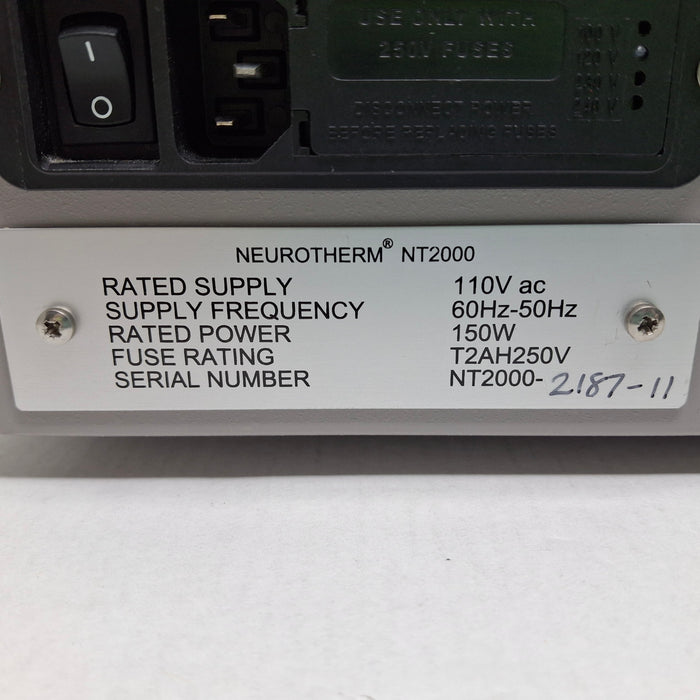 I
O
USE ONLY WITH
250V FUSES
DISCONNECT POWER
BEFORE REPLACING FUSES
100 V
120 V
230 V
240 V
NEUROTHERM® NT2000
RATED SUPPLY 110V ac
SUPPLY FREQUENCY 60Hz-50Hz
RATED POWER 150W
FUSE RATING T2AH250V
SERIAL NUMBER NT2000-2187-11